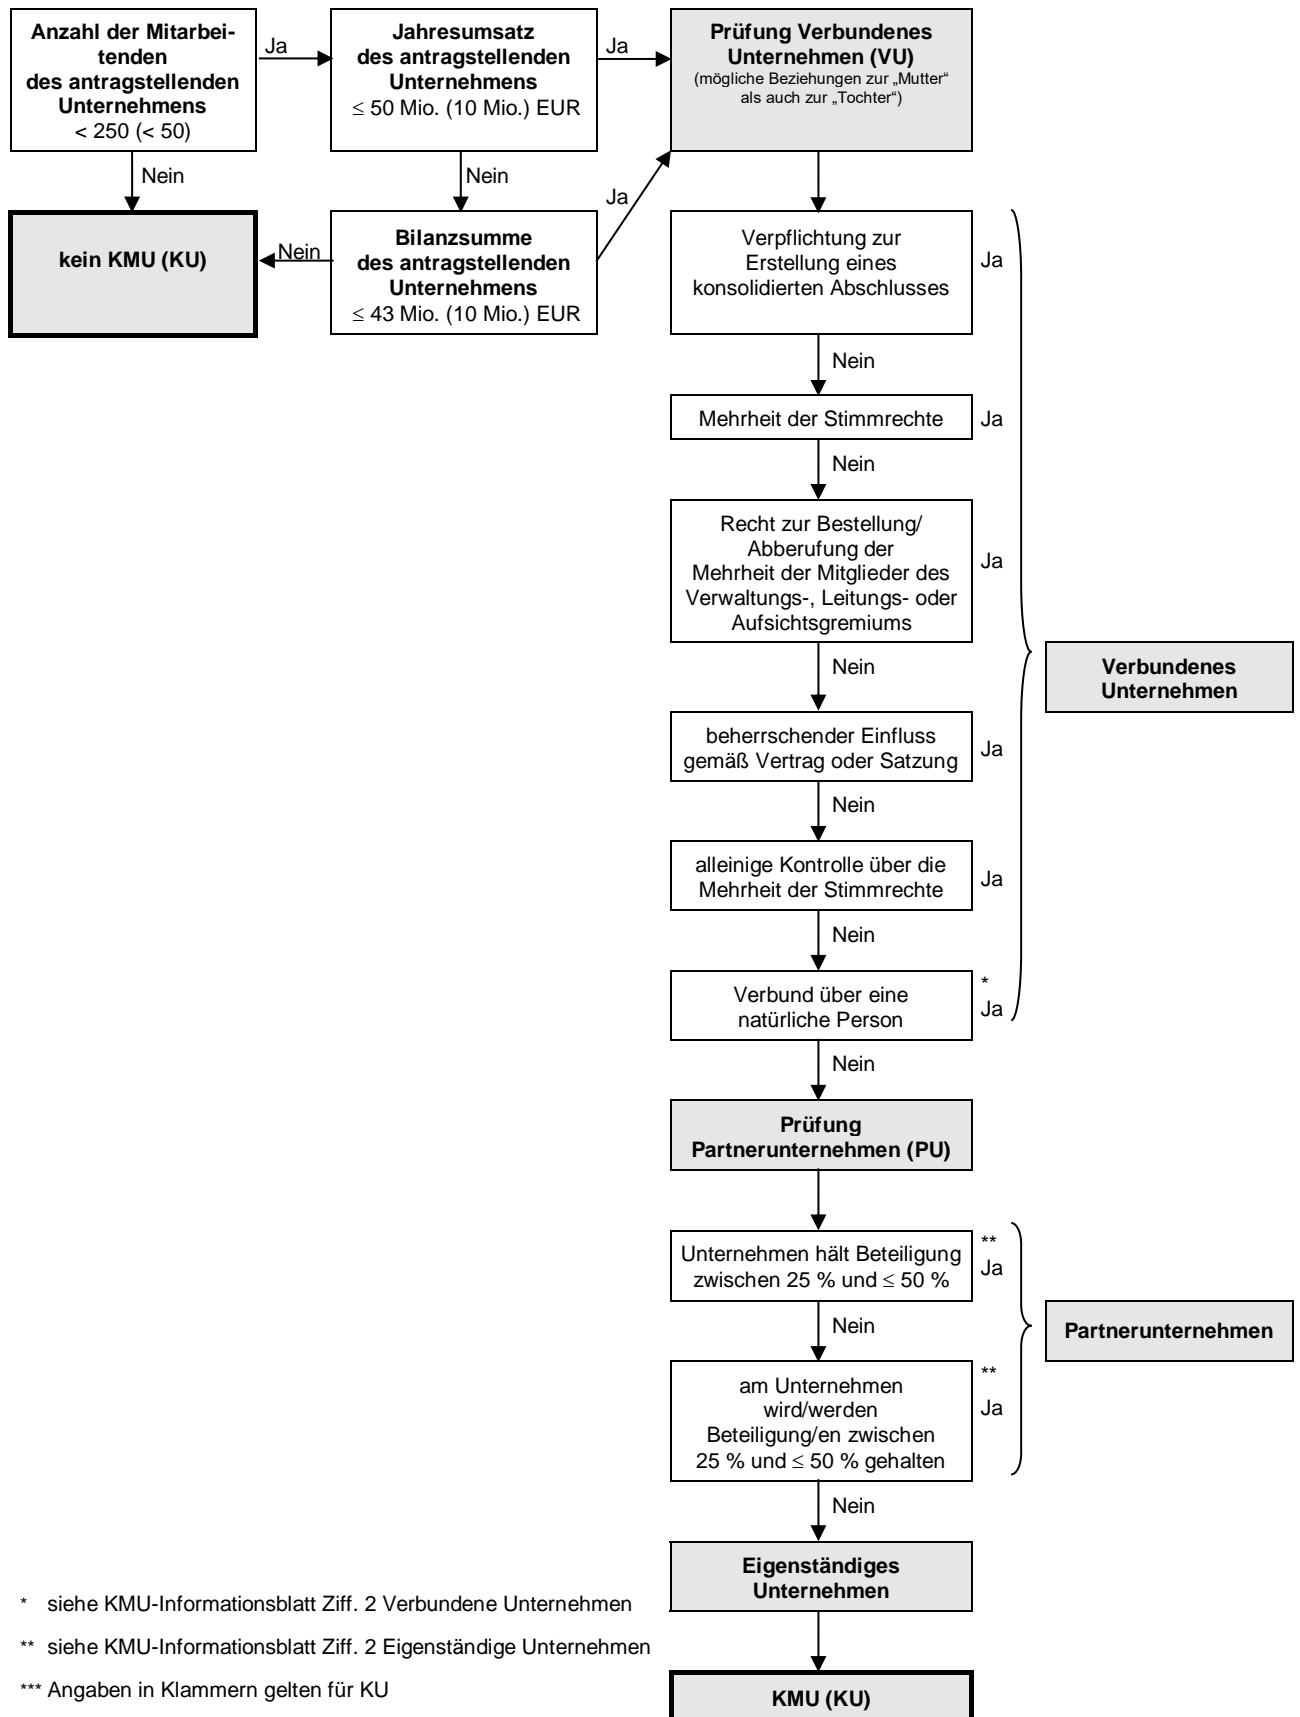 Anzahl der Mitarbei-
tenden
des antragstellenden
Unternehmens
< 250 (< 50)
Ja
Jahresumsatz
des antragstellenden
Unternehmens
≤ 50 Mio. (10 Mio.) EUR
Ja
Prüfung Verbundenes
Unternehmen (VU)
(mögliche Beziehungen zur „Mutter“
als auch zur „Tochter“)
Nein
Nein
Ja
kein KMU (KU)
Nein
Bilanzsumme
des antragstellenden
Unternehmens
≤ 43 Mio. (10 Mio.) EUR
Verpflichtung zur
Erstellung eines
konsolidierten Abschlusses
Ja
Nein
Mehrheit der Stimmrechte
Ja
Nein
Recht zur Bestellung/
Abberufung der
Mehrheit der Mitglieder des
Verwaltungs-, Leitungs- oder
Aufsichtsgremiums
Ja
Nein
Verbundenes
Unternehmen
beherrschender Einfluss
gemäß Vertrag oder Satzung
Ja
Nein
alleinige Kontrolle über die
Mehrheit der Stimmrechte
Ja
Nein
Verbund über eine
natürliche Person
*
Ja
Nein
Prüfung
Partnerunternehmen (PU)
Unternehmen hält Beteiligung
zwischen 25 % und ≤ 50 %
**
Ja
Nein
Partnerunternehmen
am Unternehmen
wird/werden
Beteiligung/en zwischen
25 % und ≤ 50 % gehalten
**
Ja
Nein
Eigenständiges
Unternehmen
* siehe KMU-Informationsblatt Ziff. 2 Verbundene Unternehmen
** siehe KMU-Informationsblatt Ziff. 2 Eigenständige Unternehmen
*** Angaben in Klammern gelten für KU
KMU (KU)